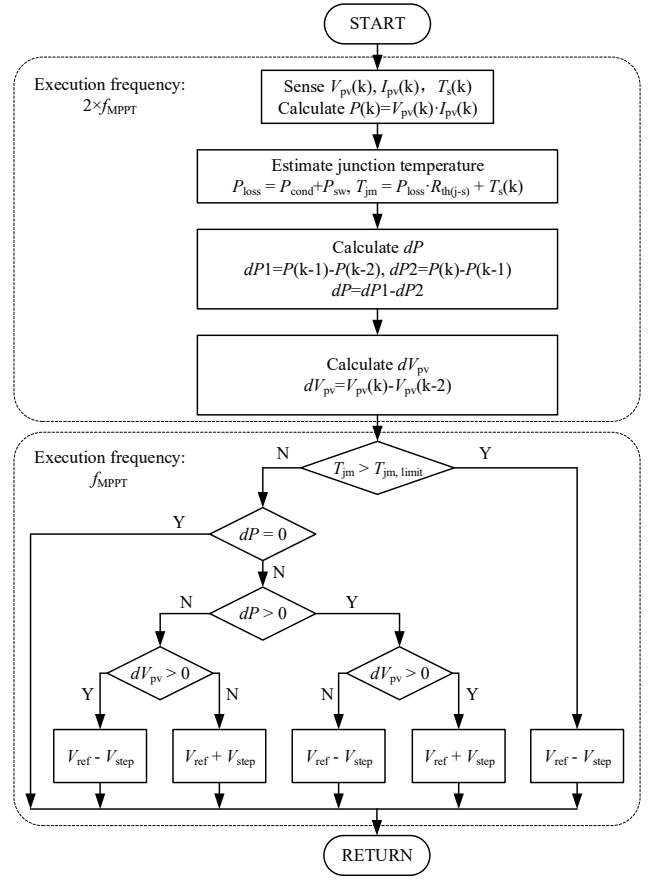 START
Execution frequency:
2×fMPPT
Sense Vpv(k), Ipv(k),  Ts(k)
Calculate P(k)=Vpv(k)·Ipv(k)
Estimate junction temperature
Ploss = Pcond+Psw, Tjm = Ploss·Rth(j-s) + Ts(k)
Calculate dP
dP1=P(k-1)-P(k-2), dP2=P(k)-P(k-1)
dP=dP1-dP2
Calculate dVpv
dVpv=Vpv(k)-Vpv(k-2)
Execution frequency:
fMPPT
N
Tjm > Tjm, limit
Y
Y
dP = 0
N
N
dP > 0
Y
dVpv > 0
dVpv > 0
Y
N
N
Y
Vref - Vstep
Vref + Vstep
Vref - Vstep
Vref + Vstep
Vref - Vstep
RETURN